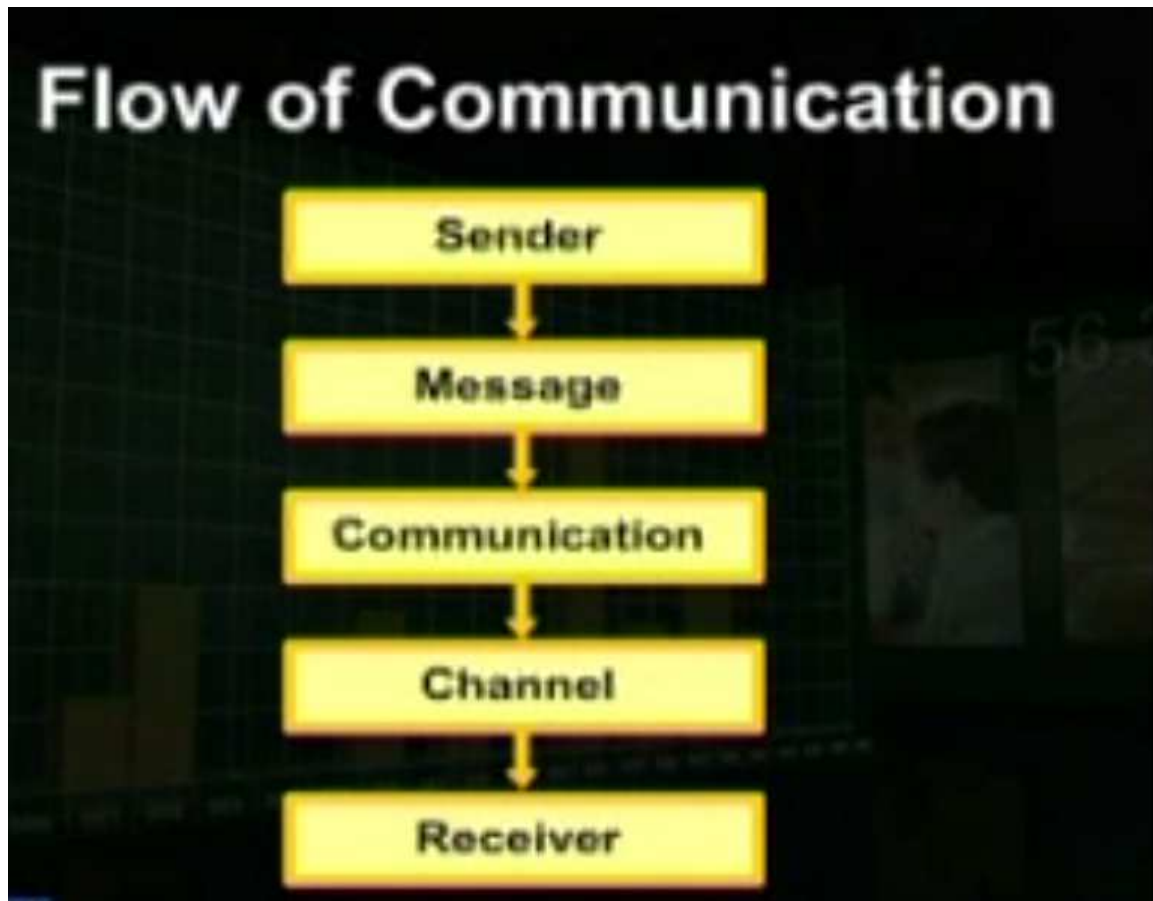 Flow of Communication
Sender
Message
Communication
Channel
Receiver